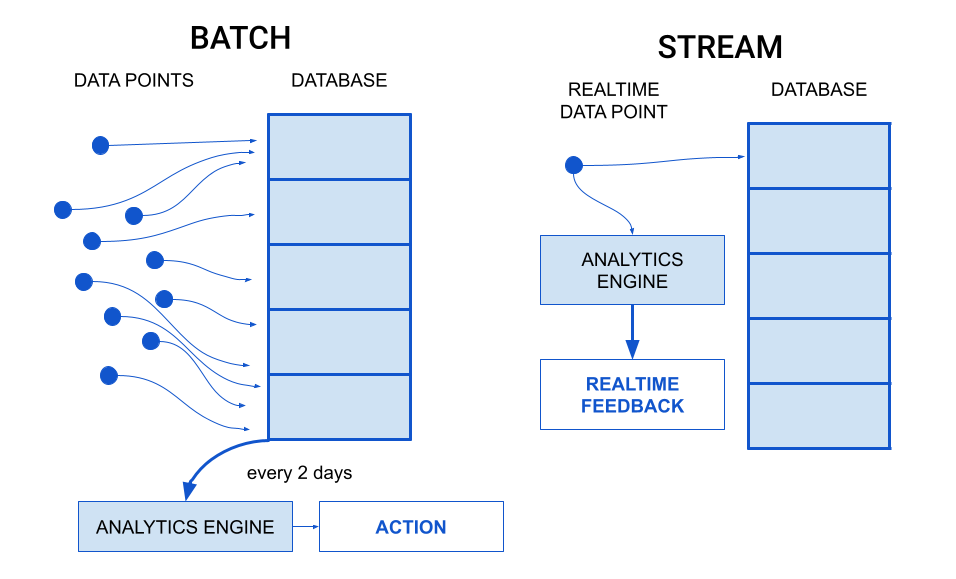 BATCH
DATA POINTS
DATABASE
every 2 days
ANALYTICS ENGINE
ACTION
STREAM
REALTIME
DATA POINT
DATABASE
ANALYTICS
ENGINE
REALTIME
FEEDBACK